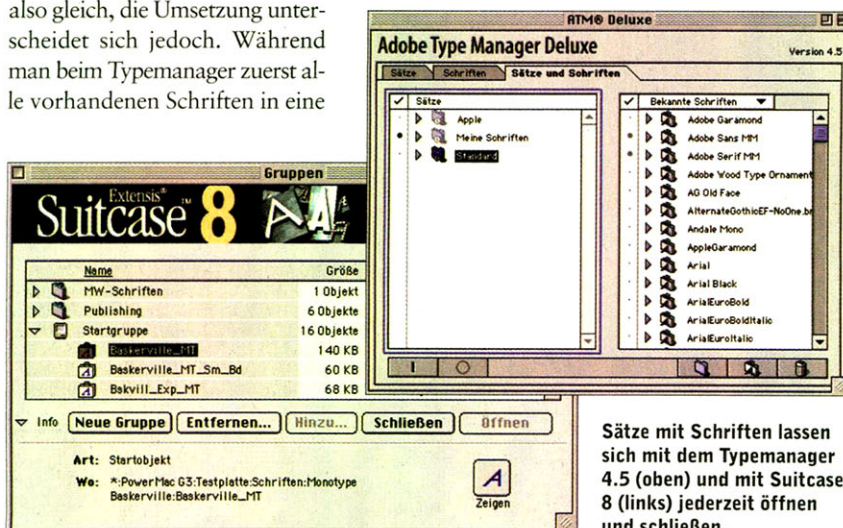 also gleich, die Umsetzung unter-
scheidet sich jedoch. Während
man beim Typemanager zuerst al-
le vorhandenen Schriften in eine
ATM® Deluxe
Adobe Type Manager Deluxe
Version 4.5
Sätze
Schriften
Sätze und Schriften
Sätze
Apple
Meine Schriften
Standard
Bekannte Schriften
Adobe Garamond
Adobe Sans MM
Adobe Serif MM
Adobe Wood Type Ornament
AG Old Face
AlternateGothicEF-NoOne.br
Andale Mono
AppleGaramond
Arial
Arial Black
ArialEuroBold
ArialEuroBoldItalic
ArialEuroItalic
Gruppen
Extensis®
Suitcase™ 8
Name Größe
MW-Schriften 1 Objekt
Publishing 6 Objekte
Startgruppe 16 Objekte
Baskerville_MT 140 KB
Baskerville_MT_Sm_Bd 60 KB
Bskvill_Exp_MT 68 KB
Info
Neue Gruppe
Entfernen...
Hinzu...
Schließen
Öffnen
Art: Startobjekt
Wo: *:PowerMac G3:Testplatte:Schriften:Monotype
Baskerville:Baskerville_MT
Zeigen
Sätze mit Schriften lassen
sich mit dem Typemanager
4.5 (oben) und mit Suitcase
8 (links) jederzeit öffnen
und schließen